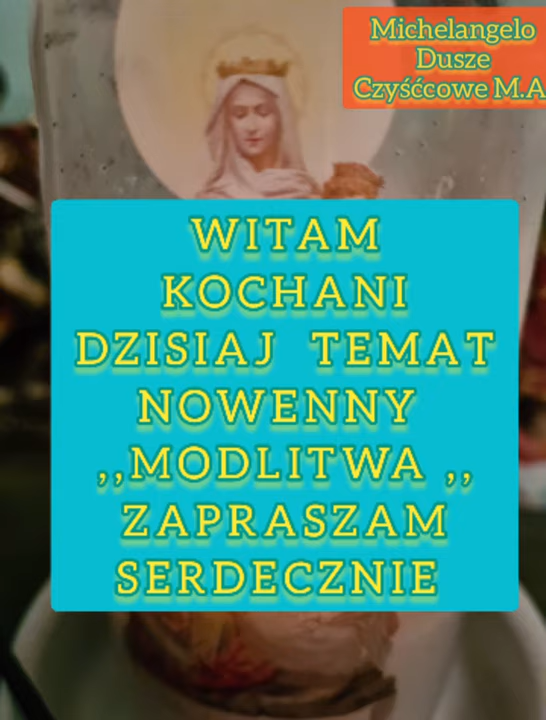 Michelangelo
Dusze
Czyśćcowe M.A
WITAM
KOCHANI
DZISIAJ TEMAT
NOWENNY
,,MODLITWA ,,
ZAPRASZAM
SERDECZNIE